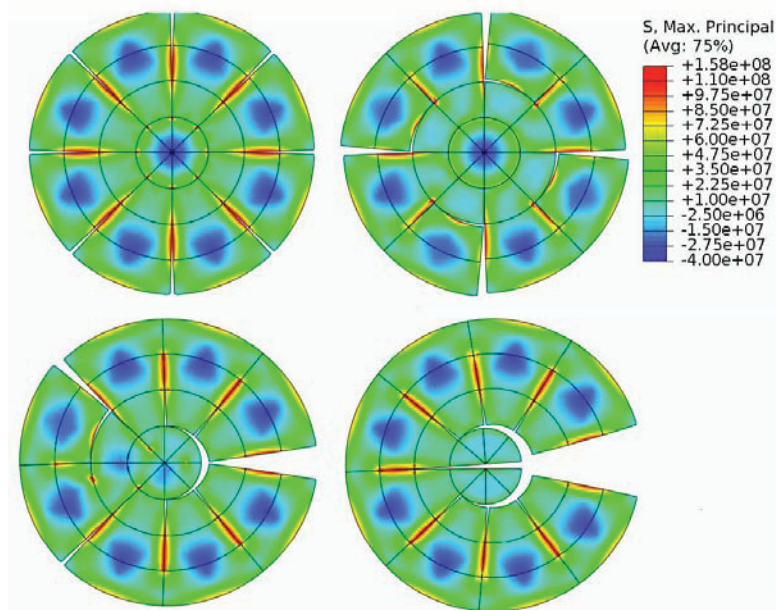 S, Max. Principal
(Avg: 75%)
+1.58e+08
+1.10e+08
+9.75e+07
+8.50e+07
+7.25e+07
+6.00e+07
+4.75e+07
+3.50e+07
+2.25e+07
+1.00e+07
-2.50e+06
-1.50e+07
-2.75e+07
-4.00e+07